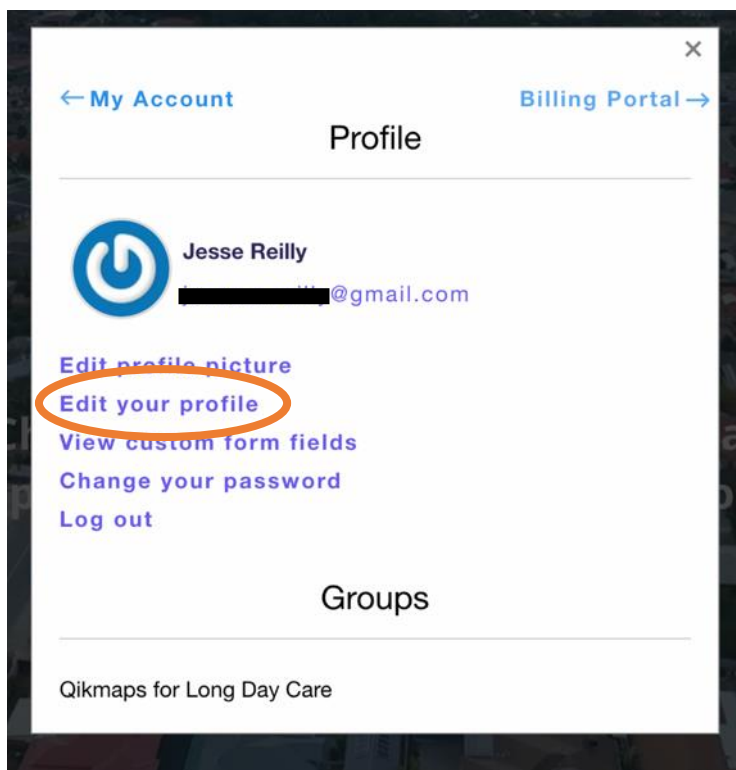 ×
←My Account
Billing Portal→
Profile
Jesse Reilly
@gmail.com
Edit profile picture
Edit your profile
View custom form fields
Change your password
Log out
Groups
Qikmaps for Long Day Care